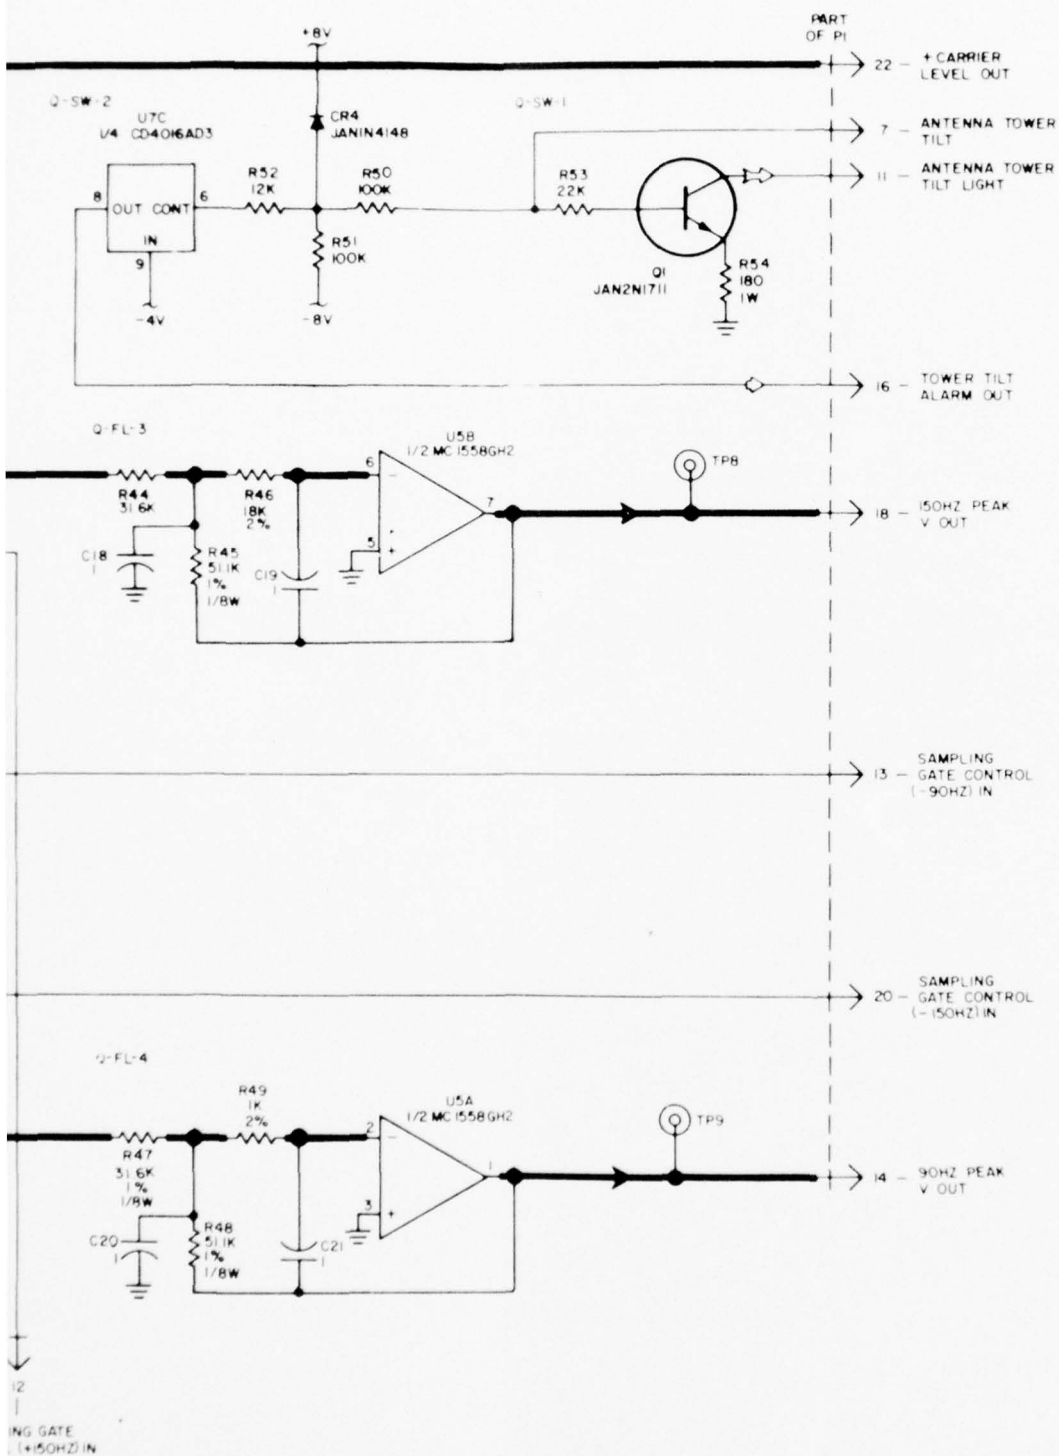 +8V
PART
OF P1
22 - + CARRIER
LEVEL OUT
Q-SW-2
Q-SW-1
U7C
1/4 CD4016AD3
CR4
JAN1N4148
7 - ANTENNA TOWER
TILT
R52
12K
R50
100K
R53
22K
11 - ANTENNA TOWER
TILT LIGHT
8
OUT CONT
6
IN
9
R51
100K
Q1
JAN2N1711
R54
180
1W
-4V
-8V
16 - TOWER TILT
ALARM OUT
Q-FL-3
U5B
1/2 MC1558GH2
TP8
R44
31.6K
R46
18K
2%
6
-
7
18 - 150HZ PEAK
V OUT
5
+
C18
1
R45
51.1K
1%
1/8W
C19
1
13 - SAMPLING
GATE CONTROL
(-90HZ) IN
20 - SAMPLING
GATE CONTROL
(-150HZ) IN
Q-FL-4
R49
1K
2%
U5A
1/2 MC1558GH2
TP9
2
-
R47
31.6K
1%
1/8W
1
14 - 90HZ PEAK
V OUT
3
+
C20
1
R48
51.1K
1%
1/8W
C21
1
12
ING GATE
(+150HZ) IN